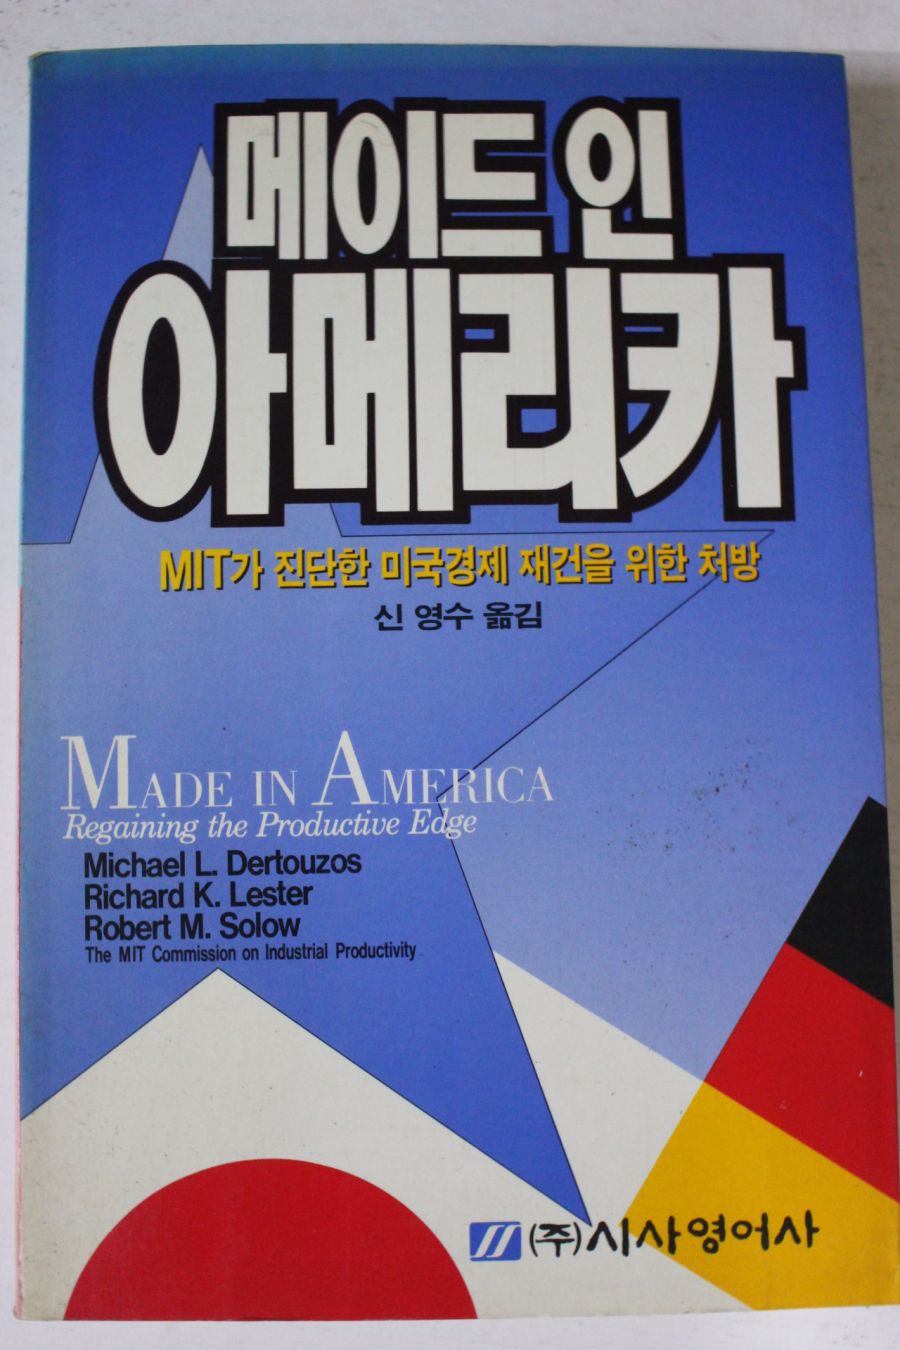 메이드 인
아메리카
MIT가 진단한 미국경제 재건을 위한 처방
신 영수 옮김
MADE IN AMERICA
Regaining the Productive Edge
Michael L. Dertouzos
Richard K. Lester
Robert M. Solow
The MIT Commission on Industrial Productivity
(주)시사영어사